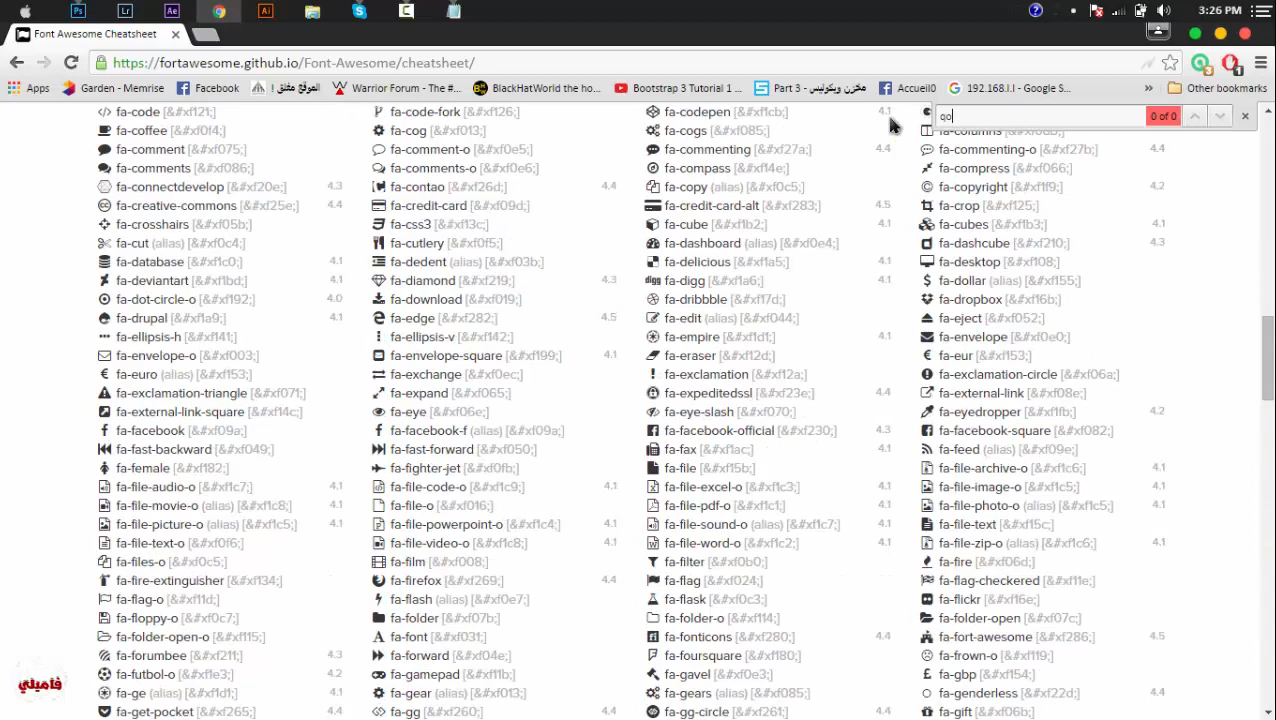 3:26 PM
Font Awesome Cheatsheet
https://fortawesome.github.io/Font-Awesome/cheatsheet/
Apps Garden - Memrise Facebook الموقع مغلق ! Warrior Forum - The #... BlackHatWorld the ho... Bootstrap 3 Tutorial 1 ... Part 3 - مخزن ويكيوليس... Accueil0 192.168.l.l - Google S... » Other bookmarks
qo 0 of 0
fa-code [&#xf121;] fa-code-fork [&#xf126;] fa-codepen [&#xf1cb;] 4.1
fa-coffee [&#xf0f4;] fa-cog [&#xf013;] fa-cogs [&#xf085;] fa-columns
fa-comment [&#xf075;] fa-comment-o [&#xf0e5;] fa-commenting [&#xf27a;] 4.4 fa-commenting-o [&#xf27b;] 4.4
fa-comments [&#xf086;] fa-comments-o [&#xf0e6;] fa-compass [&#xf14e;] fa-compress [&#xf066;]
fa-connectdevelop [&#xf20e;] 4.3 fa-contao [&#xf26d;] 4.4 fa-copy (alias) [&#xf0c5;] fa-copyright [&#xf1f9;] 4.2
fa-creative-commons [&#xf25e;] 4.4 fa-credit-card [&#xf09d;] fa-credit-card-alt [&#xf283;] 4.5 fa-crop [&#xf125;]
fa-crosshairs [&#xf05b;] fa-css3 [&#xf13c;] fa-cube [&#xf1b2;] 4.1 fa-cubes [&#xf1b3;] 4.1
fa-cut (alias) [&#xf0c4;] fa-cutlery [&#xf0f5;] fa-dashboard (alias) [&#xf0e4;] fa-dashcube [&#xf210;] 4.3
fa-database [&#xf1c0;] 4.1 fa-dedent (alias) [&#xf03b;] fa-delicious [&#xf1a5;] 4.1 fa-desktop [&#xf108;]
fa-deviantart [&#xf1bd;] 4.1 fa-diamond [&#xf219;] 4.3 fa-digg [&#xf1a6;] 4.1 fa-dollar (alias) [&#xf155;]
fa-dot-circle-o [&#xf192;] 4.0 fa-download [&#xf019;] fa-dribbble [&#xf17d;] fa-dropbox [&#xf16b;]
fa-drupal [&#xf1a9;] 4.1 fa-edge [&#xf282;] 4.5 fa-edit (alias) [&#xf044;] fa-eject [&#xf052;]
fa-ellipsis-h [&#xf141;] fa-ellipsis-v [&#xf142;] fa-empire [&#xf1d1;] 4.1 fa-envelope [&#xf0e0;]
fa-envelope-o [&#xf003;] fa-envelope-square [&#xf199;] 4.1 fa-eraser [&#xf12d;] fa-eur [&#xf153;]
fa-euro (alias) [&#xf153;] fa-exchange [&#xf0ec;] fa-exclamation [&#xf12a;] fa-exclamation-circle [&#xf06a;]
fa-exclamation-triangle [&#xf071;] fa-expand [&#xf065;] fa-expeditedssl [&#xf23e;] 4.4 fa-external-link [&#xf08e;]
fa-external-link-square [&#xf14c;] fa-eye [&#xf06e;] fa-eye-slash [&#xf070;] fa-eyedropper [&#xf1fb;] 4.2
fa-facebook [&#xf09a;] fa-facebook-f (alias) [&#xf09a;] fa-facebook-official [&#xf230;] 4.3 fa-facebook-square [&#xf082;]
fa-fast-backward [&#xf049;] fa-fast-forward [&#xf050;] fa-fax [&#xf1ac;] 4.1 fa-feed (alias) [&#xf09e;]
fa-female [&#xf182;] fa-fighter-jet [&#xf0fb;] fa-file [&#xf15b;] fa-file-archive-o [&#xf1c6;] 4.1
fa-file-audio-o [&#xf1c7;] 4.1 fa-file-code-o [&#xf1c9;] 4.1 fa-file-excel-o [&#xf1c3;] 4.1 fa-file-image-o [&#xf1c5;] 4.1
fa-file-movie-o (alias) [&#xf1c8;] 4.1 fa-file-o [&#xf016;] fa-file-pdf-o [&#xf1c1;] 4.1 fa-file-photo-o (alias) [&#xf1c5;] 4.1
fa-file-picture-o (alias) [&#xf1c5;] 4.1 fa-file-powerpoint-o [&#xf1c4;] 4.1 fa-file-sound-o (alias) [&#xf1c7;] 4.1 fa-file-text [&#xf15c;]
fa-file-text-o [&#xf0f6;] fa-file-video-o [&#xf1c8;] 4.1 fa-file-word-o [&#xf1c2;] 4.1 fa-file-zip-o (alias) [&#xf1c6;] 4.1
fa-files-o [&#xf0c5;] fa-film [&#xf008;] fa-filter [&#xf0b0;] fa-fire [&#xf06d;]
fa-fire-extinguisher [&#xf134;] fa-firefox [&#xf269;] 4.4 fa-flag [&#xf024;] fa-flag-checkered [&#xf11e;]
fa-flag-o [&#xf11d;] fa-flash (alias) [&#xf0e7;] fa-flask [&#xf0c3;] fa-flickr [&#xf16e;]
fa-floppy-o [&#xf0c7;] fa-folder [&#xf07b;] fa-folder-o [&#xf114;] fa-folder-open [&#xf07c;]
fa-folder-open-o [&#xf115;] fa-font [&#xf031;] fa-fonticons [&#xf280;] 4.4 fa-fort-awesome [&#xf286;] 4.5
fa-forumbee [&#xf211;] 4.3 fa-forward [&#xf04e;] fa-foursquare [&#xf180;] fa-frown-o [&#xf119;]
fa-futbol-o [&#xf1e3;] 4.2 fa-gamepad [&#xf11b;] fa-gavel [&#xf0e3;] fa-gbp [&#xf154;]
fa-ge (alias) [&#xf1d1;] 4.1 fa-gear (alias) [&#xf013;] fa-gears (alias) [&#xf085;] fa-genderless [&#xf22d;] 4.4
fa-get-pocket [&#xf265;] 4.4 fa-gg [&#xf260;] 4.4 fa-gg-circle [&#xf261;] 4.4 fa-gift [&#xf06b;]
فاميلي